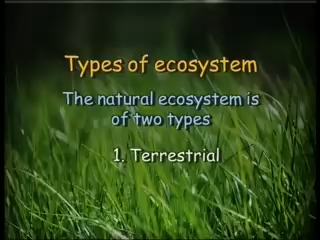 Types of ecosystem
The natural ecosystem is
of two types
1. Terrestrial